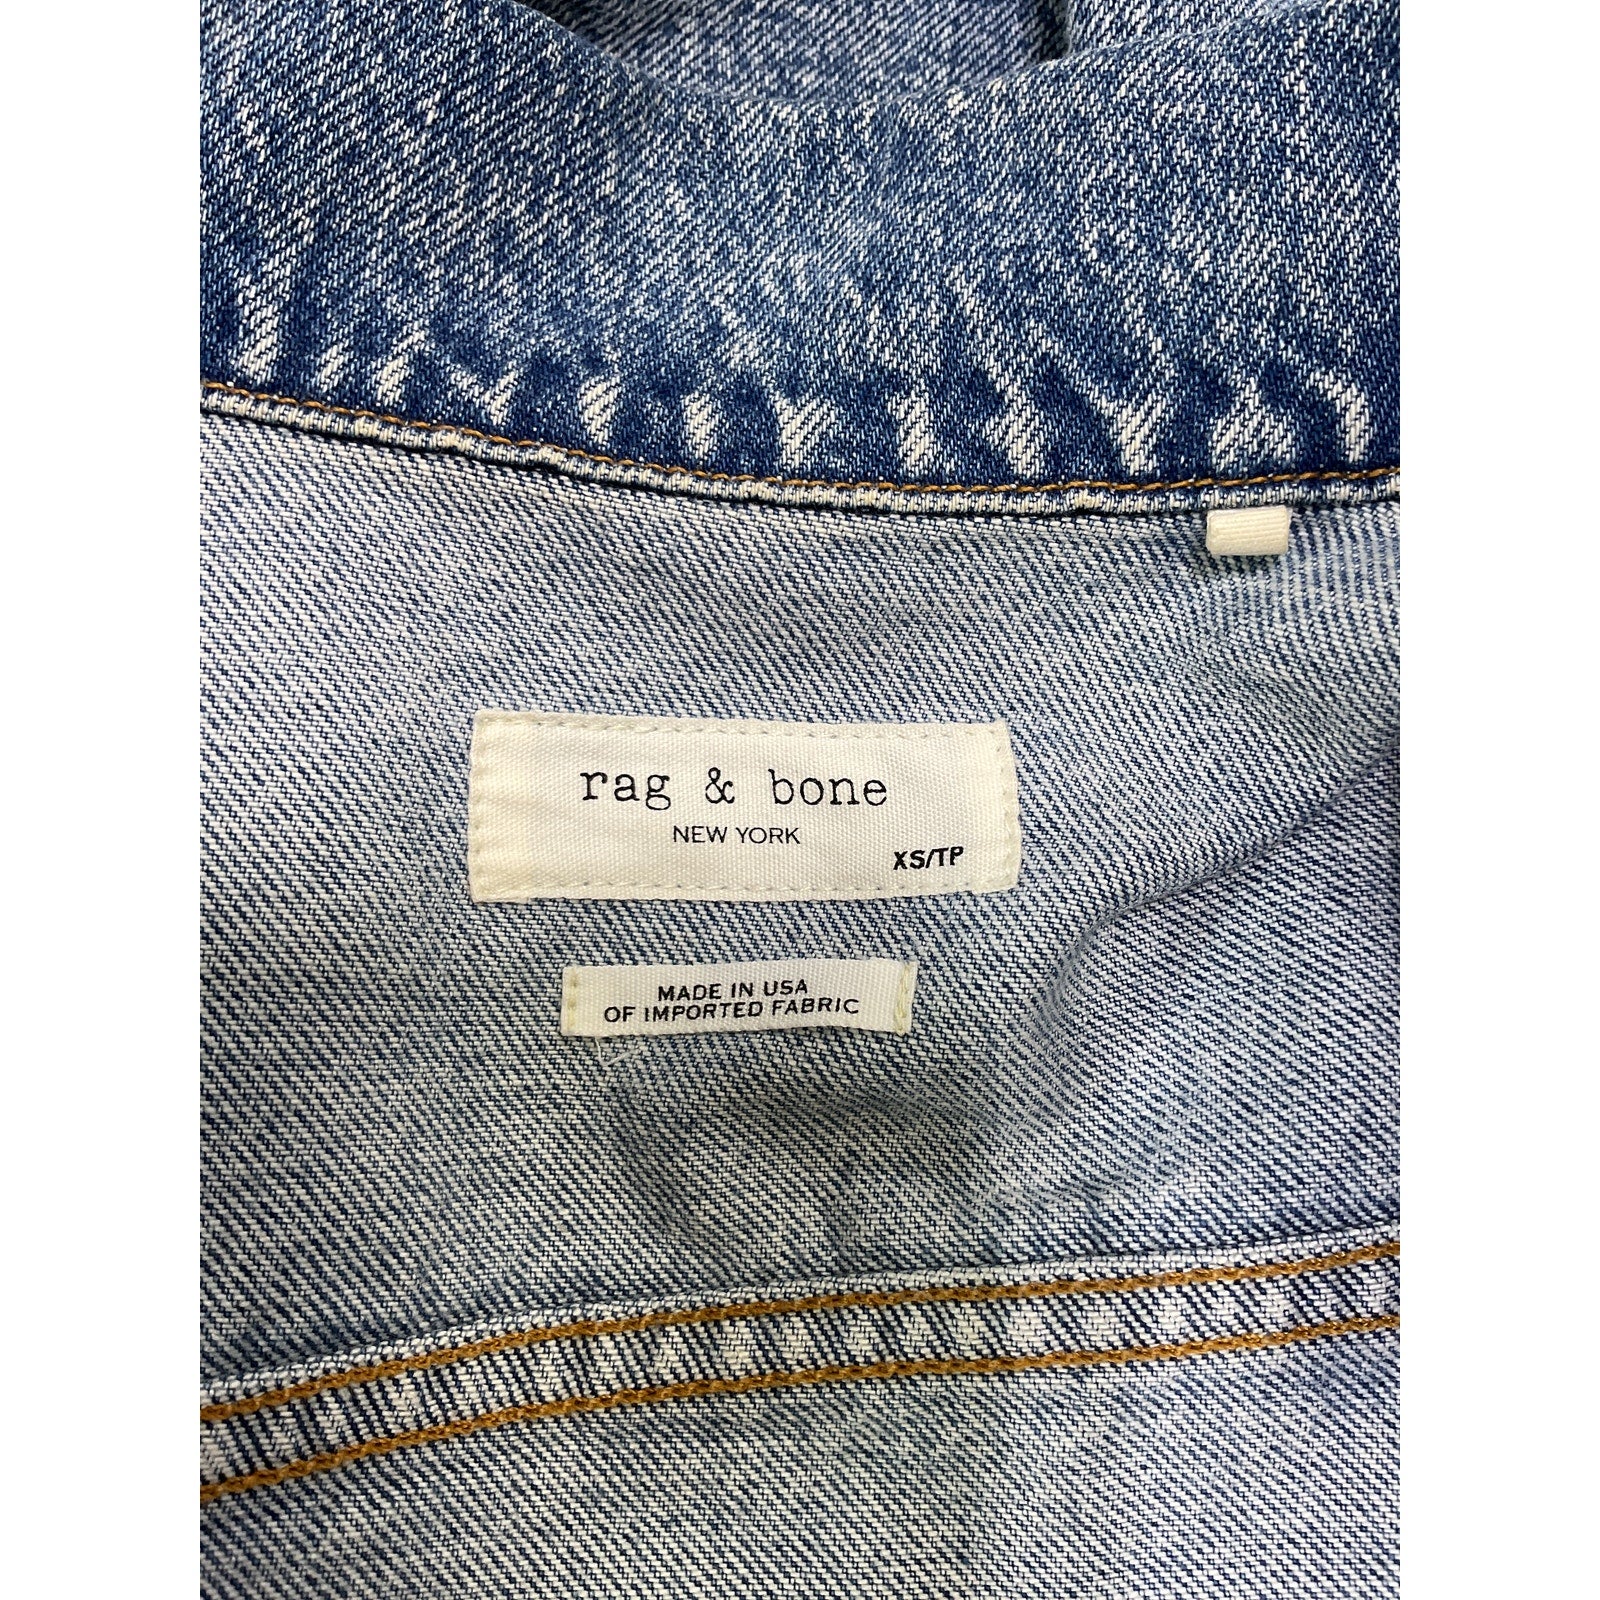 rag & bone
NEW YORK
XS/TP
MADE IN USA
OF IMPORTED FABRIC